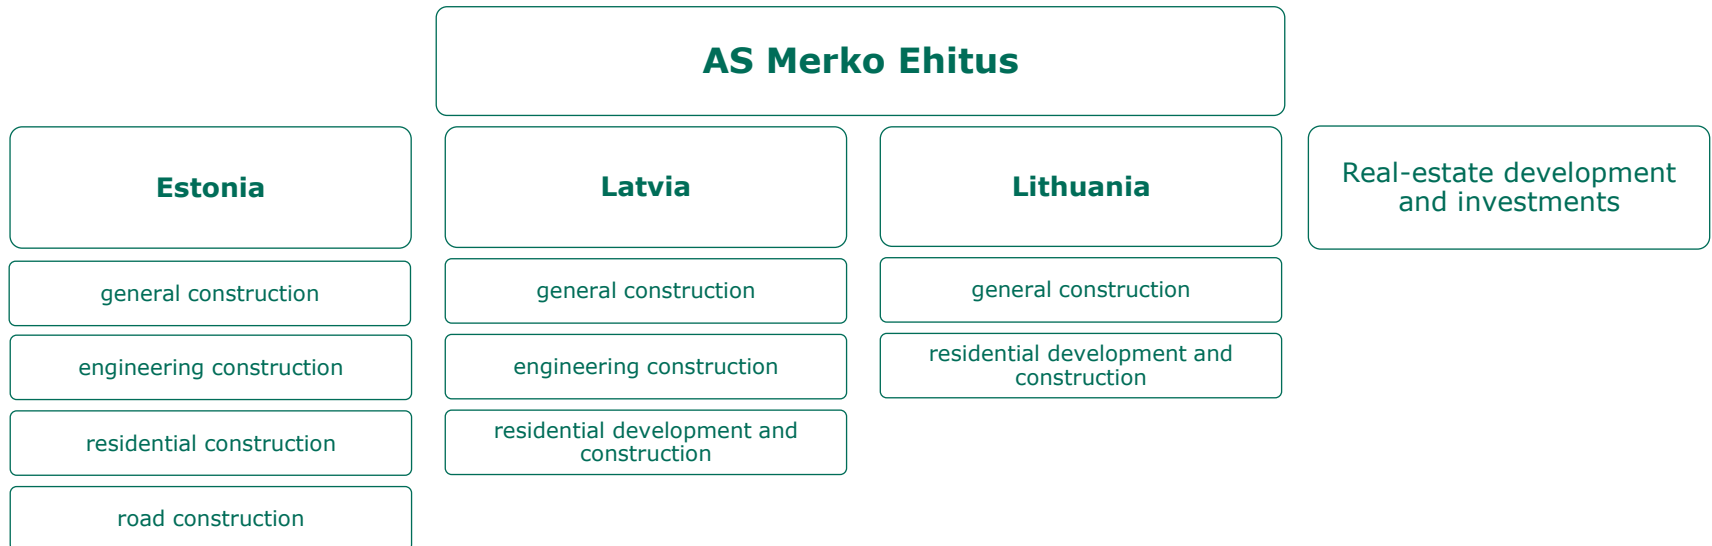 AS Merko Ehitus
Estonia
general construction
engineering construction
residential construction
road construction
Latvia
general construction
engineering construction
residential development and
construction
Lithuania
general construction
residential development and
construction
Real-estate development
and investments